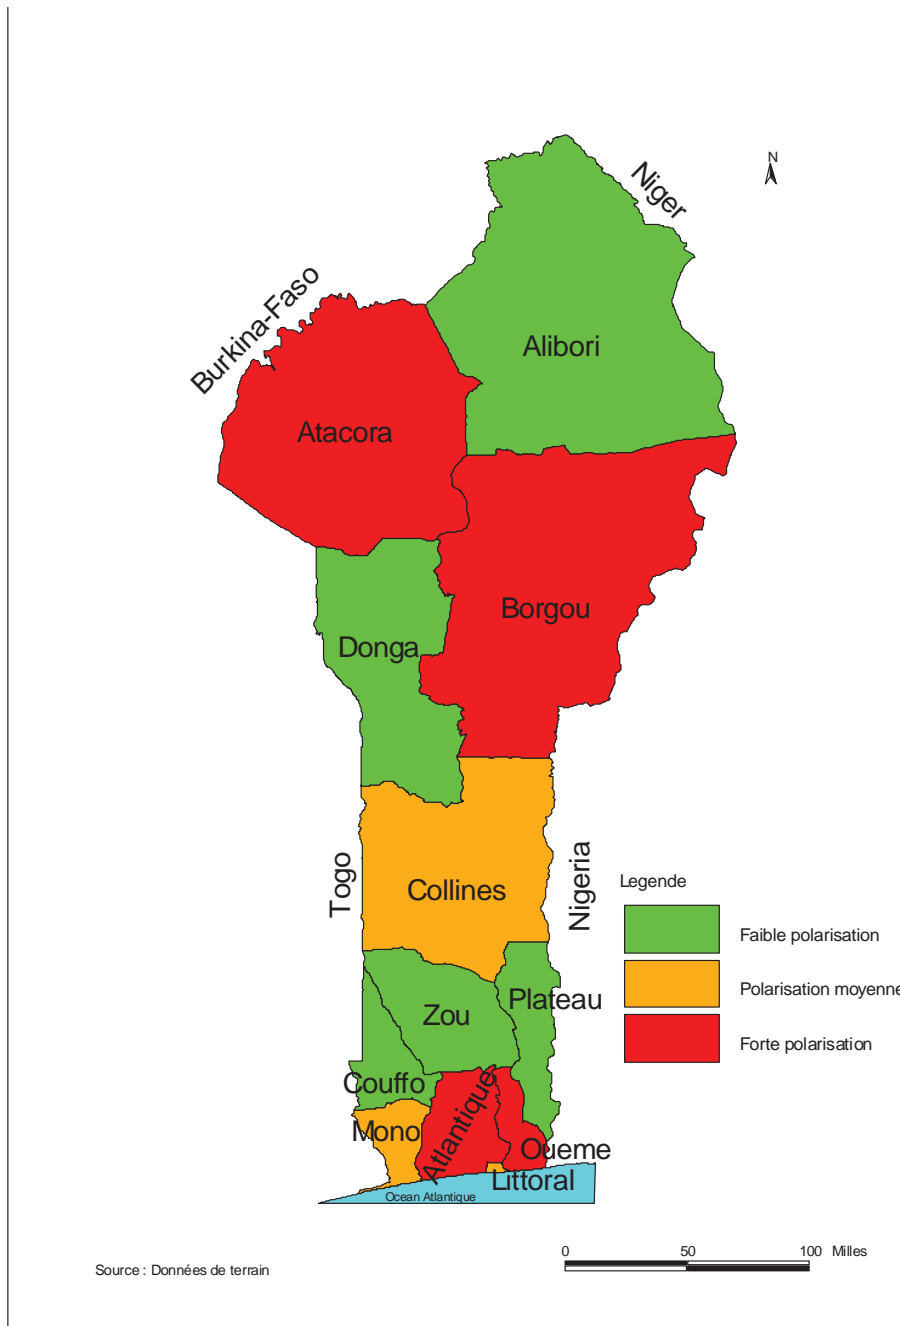 N
Niger
Burkina-Faso
Alibori
Atacora
Borgou
Donga
Togo
Collines
Nigeria
Legende
Faible polarisation
Polarisation moyenne
Forte polarisation
Plateau
Zou
Couffo
Atlantique
Mono
Oueme
Littoral
Ocean Atlantique
0 50 100 Milles
Source : Données de terrain